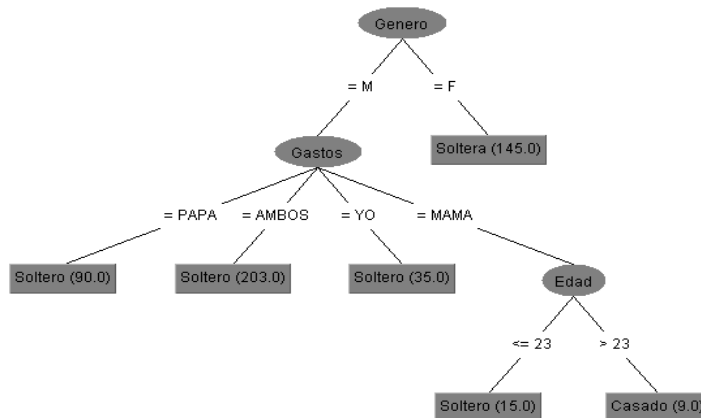 Genero
= M
= F
Gastos
Soltera (145.0)
= PAPA
= AMBOS
= YO
= MAMA
Soltero (90.0)
Soltero (203.0)
Soltero (35.0)
Edad
<= 23
> 23
Soltero (15.0)
Casado (9.0)